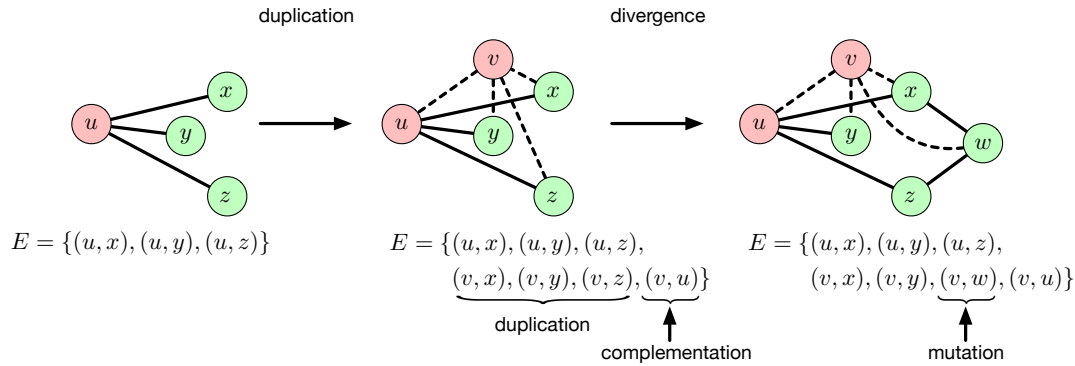 duplication divergence
v v
x x
u u u x
y y y w
z z z
E = {(u, x), (u, y), (u, z)} E = {(u, x), (u, y), (u, z), E = {(u, x), (u, y), (u, z),
(v, x), (v, y), (v, z), (v, u)} (v, x), (v, y), (v, w), (v, u)}
duplication
complementation mutation